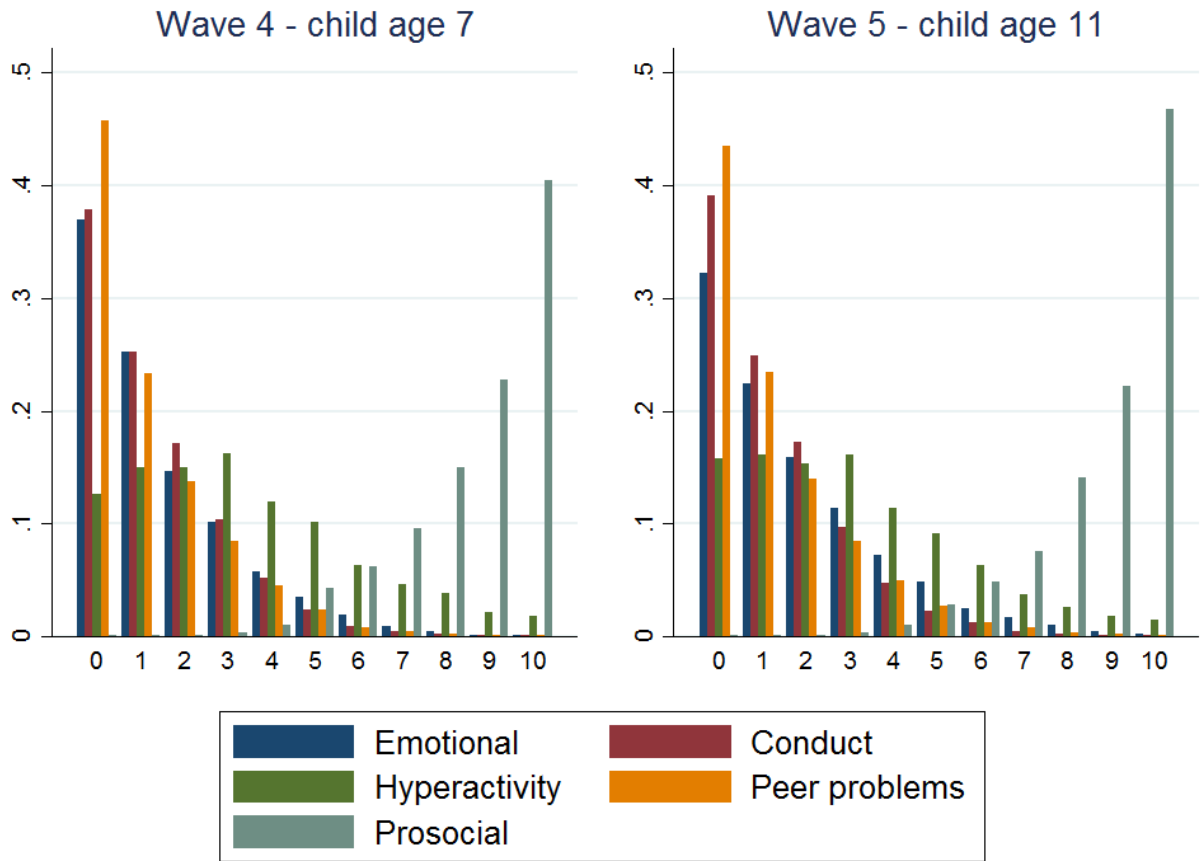 Wave 4 - child age 7
Wave 5 - child age 11
.5
.4
.3
.2
.1
0
0 1 2 3 4 5 6 7 8 9 10
.5
.4
.3
.2
.1
0
0 1 2 3 4 5 6 7 8 9 10
Emotional
Conduct
Hyperactivity
Peer problems
Prosocial